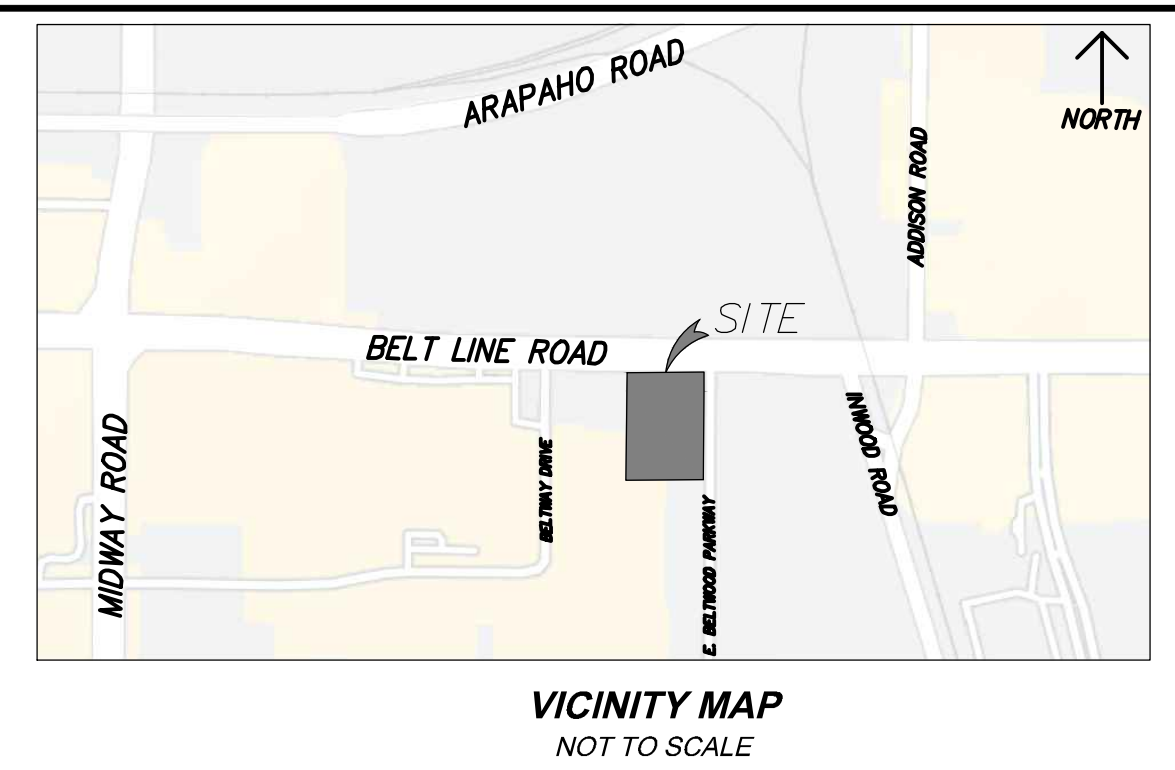 ARAPAHO ROAD
NORTH
ADDISON ROAD
SITE
BELT LINE ROAD
MIDWAY ROAD
BELTWAY DRIVE
INWOOD ROAD
E. BELTWOOD PARKWAY
VICINITY MAP
NOT TO SCALE